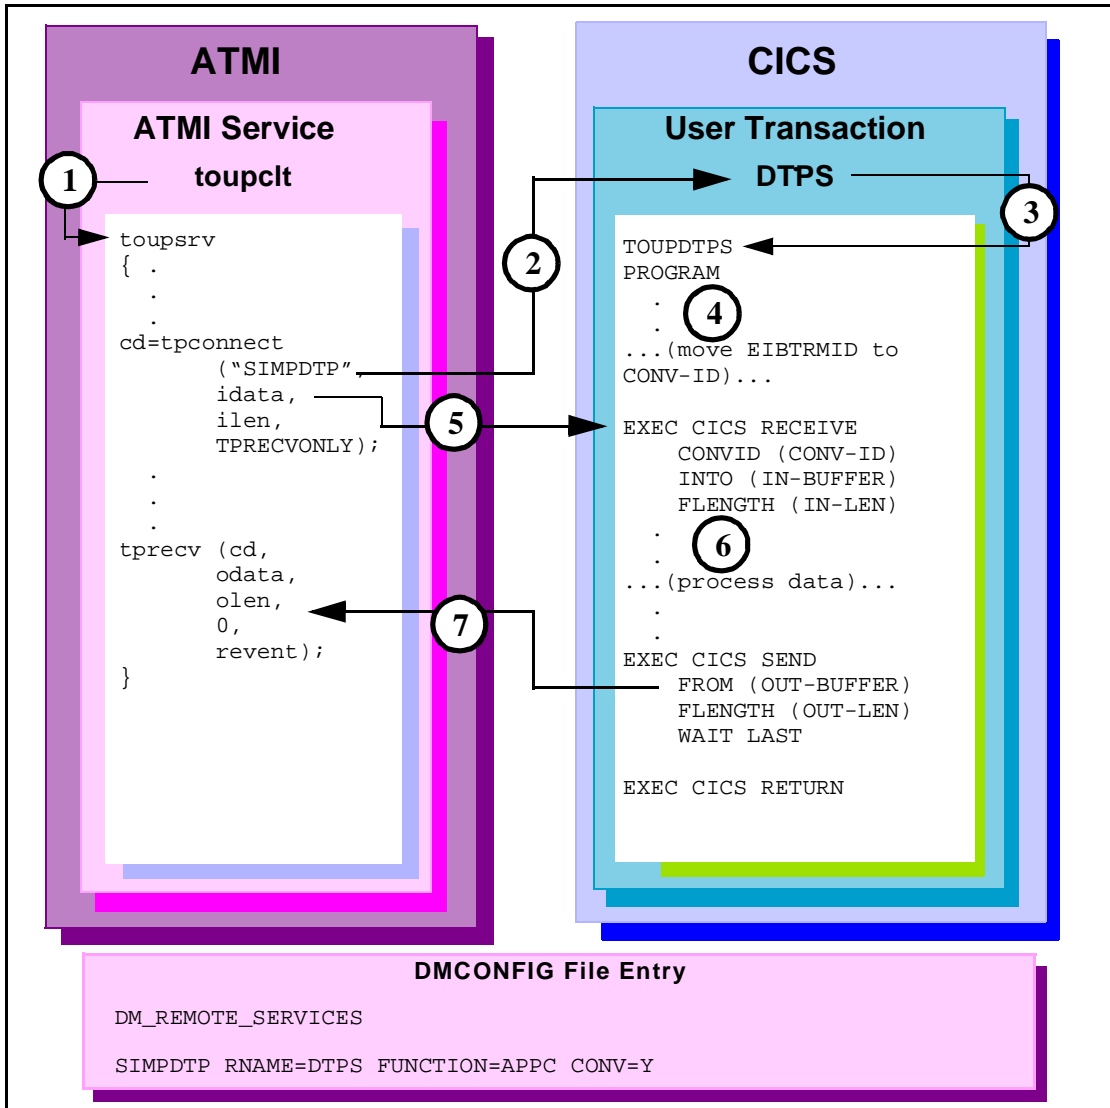 ATMI
ATMI Service
toupclt
1
toupsrv
{ .
.
.
cd=tpconnect
(“SIMPDTP”,
idata,
ilen,
TPRECVONLY);
.
.
.
tprecv (cd,
odata,
olen,
0,
revent);
}
2
5
7
CICS
User Transaction
DTPS
3
TOUPDTPS
PROGRAM
.
.
4
...(move EIBTRMID to
CONV-ID)...
EXEC CICS RECEIVE
CONVID (CONV-ID)
INTO (IN-BUFFER)
FLENGTH (IN-LEN)
.
.
6
...(process data)...
.
.
EXEC CICS SEND
FROM (OUT-BUFFER)
FLENGTH (OUT-LEN)
WAIT LAST
EXEC CICS RETURN
DMCONFIG File Entry
DM_REMOTE_SERVICES
SIMPDTP RNAME=DTPS FUNCTION=APPC CONV=Y